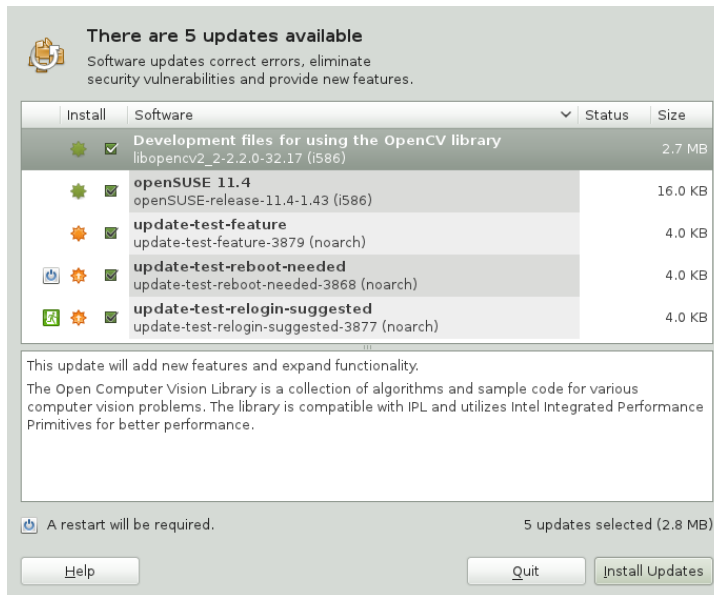 There are 5 updates available
Software updates correct errors, eliminate
security vulnerabilities and provide new features.
Install Software Status Size
Development files for using the OpenCV library
libopencv2_2-2.2.0-32.17 (i586) 2.7 MB
openSUSE 11.4
openSUSE-release-11.4-1.43 (i586) 16.0 KB
update-test-feature
update-test-feature-3879 (noarch) 4.0 KB
update-test-reboot-needed
update-test-reboot-needed-3868 (noarch) 4.0 KB
update-test-relogin-suggested
update-test-relogin-suggested-3877 (noarch) 4.0 KB
This update will add new features and expand functionality.
The Open Computer Vision Library is a collection of algorithms and sample code for various
computer vision problems. The library is compatible with IPL and utilizes Intel Integrated Performance
Primitives for better performance.
A restart will be required. 5 updates selected (2.8 MB)
Help Quit Install Updates